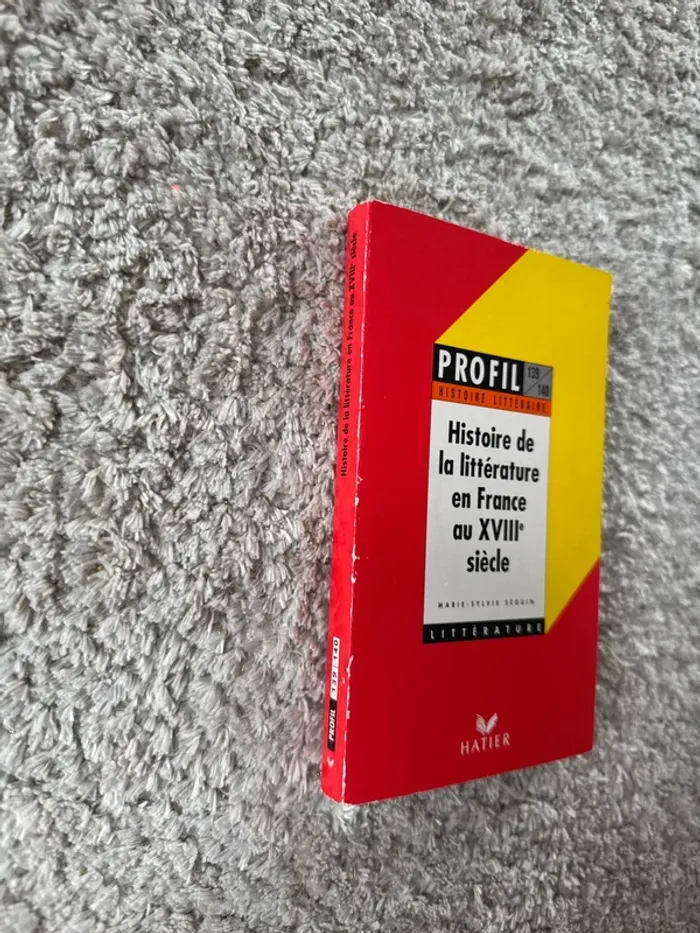 Histoire de la littérature en France au XVIIIe siècle
PROFIL 139/140
PROFIL 139/140
HISTOIRE LITTÉRAIRE
Histoire de
la littérature
en France
au XVIIIe
siècle
MARIE-SYLVIE SÉGUIN
LITTÉRATURE
HATIER